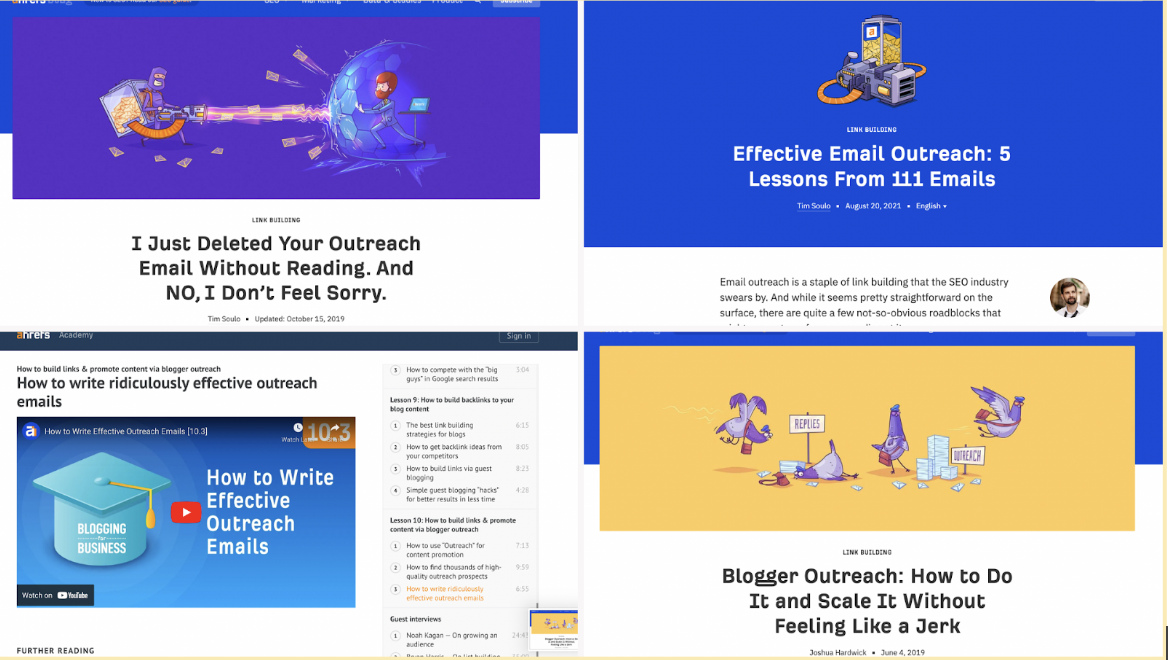 ahrefs Blog
SEO
Marketing
Data & Studies
Product
Subscribe
LINK BUILDING
I Just Deleted Your Outreach
Email Without Reading. And
NO, I Don't Feel Sorry.
Tim Soulo • Updated: October 15, 2019
LINK BUILDING
Effective Email Outreach: 5
Lessons From 111 Emails
Tim Soulo • August 20, 2021 • English
Email outreach is a staple of link building that the SEO industry
swears by. And while it seems pretty straightforward on the
surface, there are quite a few not-so-obvious roadblocks that
ahrefs Academy
Sign in
How to build links & promote content via blogger outreach
How to write ridiculously effective outreach
emails
a
How to Write Effective Outreach Emails [10.3]
10.3
How to Write
Effective
Outreach
Emails
BLOGGING
for
BUSINESS
Watch on YouTube
FURTHER READING
3 How to compete with the "big 3:04
guys" in Google search results
Lesson 9: How to build backlinks to your
blog content
1 The best link building 6:15
strategies for blogs
2 How to get backlink ideas from 8:05
your competitors
3 How to build links via guest 8:23
blogging
4 Simple guest blogging "hacks" 4:28
for better results in less time
Lesson 10: How to build links & promote
content via blogger outreach
1 How to use "Outreach" for 7:13
content promotion
2 How to find thousands of high- 9:59
quality outreach prospects
3 How to write ridiculously 6:55
effective outreach emails
Guest interviews
1 Noah Kagan – On growing an
audience
REPLIES
OUTREACH
LINK BUILDING
Blogger Outreach: How to Do
It and Scale It Without
Feeling Like a Jerk
Joshua Hardwick • June 4, 2019